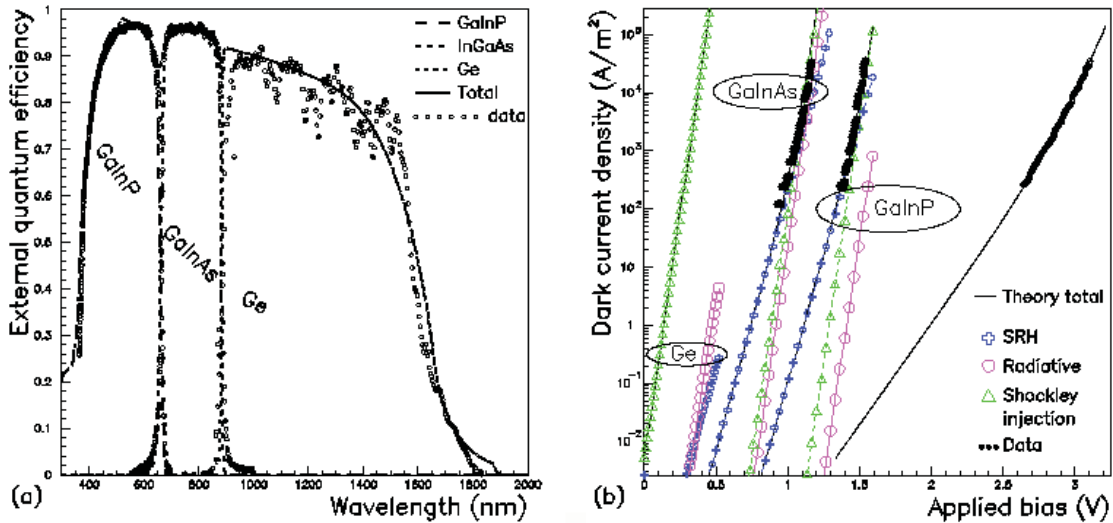 External quantum efficiency
1
0.9
0.8
0.7
0.6
0.5
0.4
0.3
0.2
0.1
0
GaInP
InGaAs
Ge
Total
data
GaInP
GaInAs
Ge
400 600 800 1000 1200 1400 1600 1800 2000
(a) Wavelength (nm)
Dark current density (A/m²)
10⁵
10⁴
10³
10²
10
1
10⁻¹
10⁻²
GaInAs
GaInP
Ge
Theory total
SRH
Radiative
Shockley
injection
Data
0 0.5 1 1.5 2 2.5 3
(b) Applied bias (V)